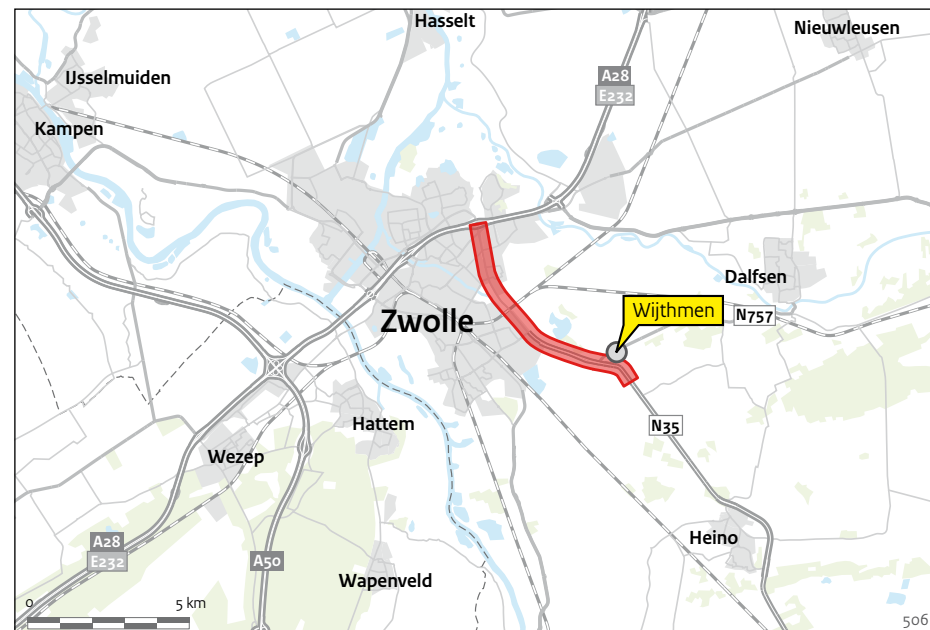 Hasselt
Nieuwleusen
IJsselmuiden
A28
E232
Kampen
Dalfsen
Wijthmen
N757
Zwolle
Hattem
N35
Wezep
Heino
A28
E232
A50
Wapenveld
0 5 km
506